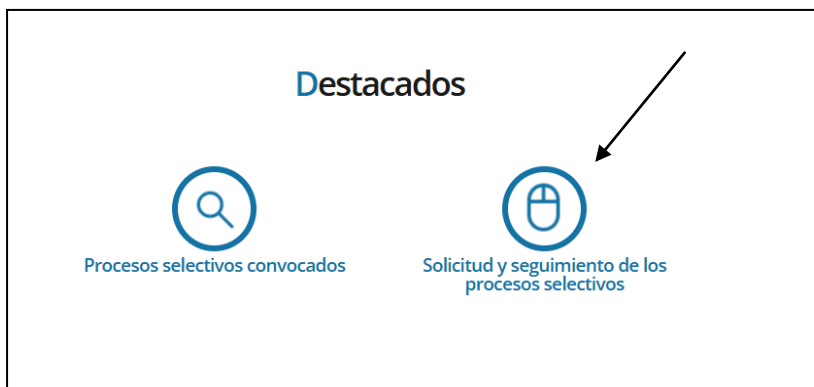 Destacados
Procesos selectivos convocados
Solicitud y seguimiento de los
procesos selectivos